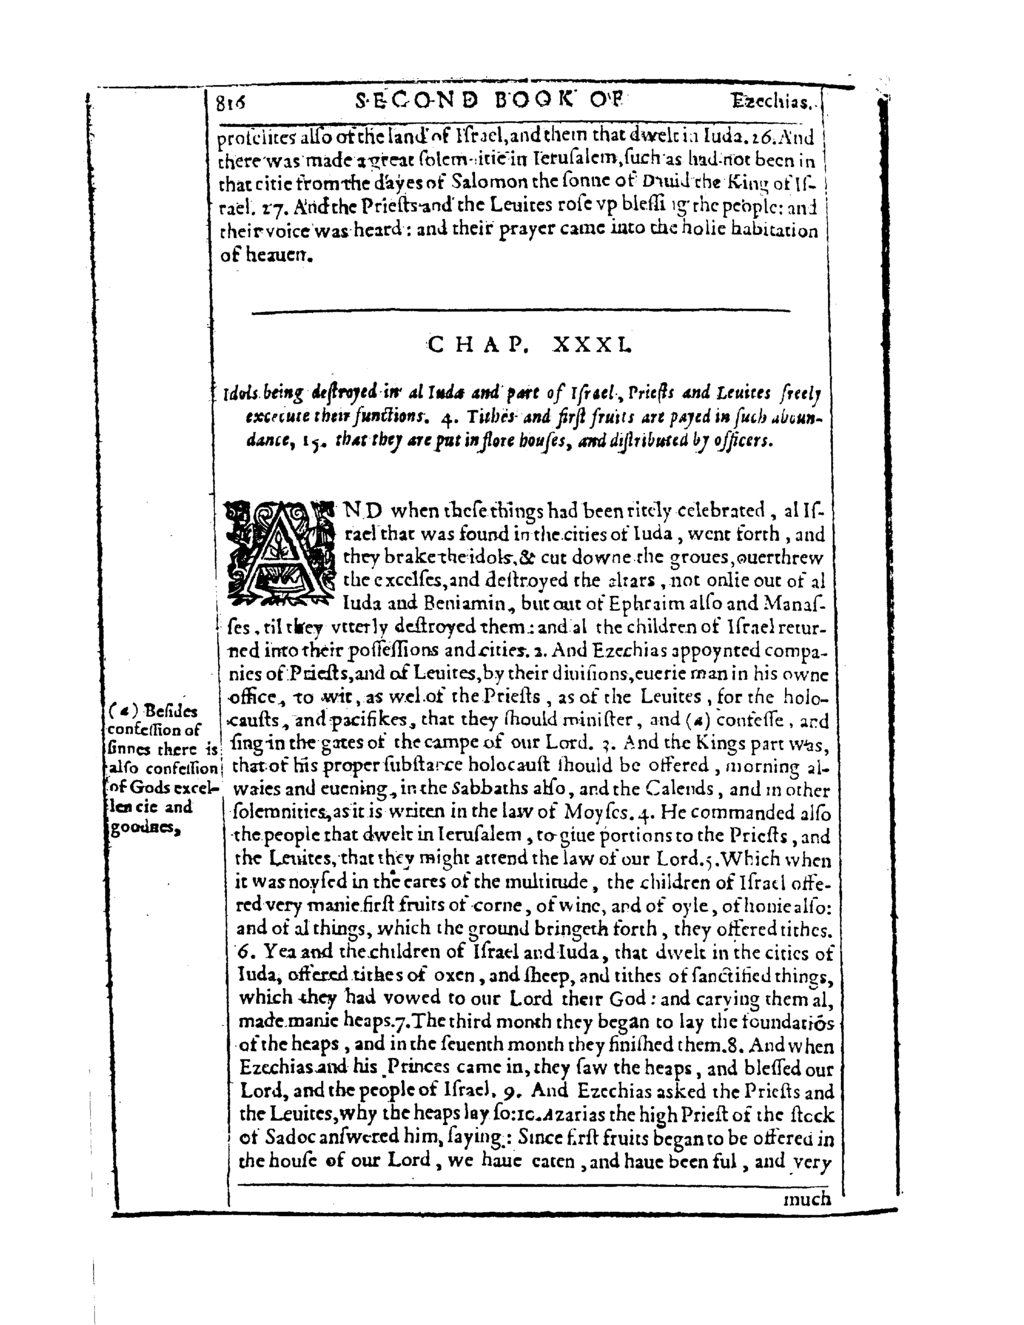 816 SECOND BOOK OF Ezechias.
proſelites alſo of the land of Iſrael, and them that dwelt in Iuda. 26. And
there was made a great ſolemnitie in Ieruſalem, ſuch as had not been in
that citie from the dayes of Salomon the ſonne of Dauid the King of Iſ-
rael. 27. And the Prieſts and the Leuites roſe vp bleſſing the people: and
their voice was heard: and their prayer came into the holie habitation
of heauen.
CHAP. XXXI.
Idols being deſtroyed in al Iuda and part of Iſrael, Prieſts and Leuites freely
excecute their functions. 4. Tithes and firſt fruits are payed in ſuch aboun-
dance, 15. that they are put in ſtore houſes, and diſtributed by officers.
AND when theſe things had been ritely celebrated, al Iſ-
rael that was found in the cities of Iuda, went forth, and
they brake the idols, & cut downe the groues, ouerthrew
the excelſes, and deſtroyed the altars, not onlie out of al
Iuda and Beniamin, but out of Ephraim alſo and Manaſ-
ſes, til they vtterly deſtroyed them: and al the children of Iſrael retur-
ned into their poſſeſſions and cities. 2. And Ezechias appoynted compa-
nies of Prieſts, and of Leuites, by their diuiſions, euerie man in his owne
office, to wit, as wel of the Prieſts, as of the Leuites, for the holo-
cauſts, and pacifikes, that they ſhould miniſter, and (a) confeſſe, and
ſing in the gates of the campe of our Lord. 3. And the Kings part was,
that of his proper ſubſtance holocauſt ſhould be offered, morning al-
waies and euening, in the Sabbaths alſo, and the Calends, and in other
ſolemnities, as it is writen in the law of Moyſes. 4. He commanded alſo
the people that dwelt in Ieruſalem, to giue portions to the Prieſts, and
the Leuites, that they might attend the law of our Lord. 5. Which when
it was noyſed in the eares of the multitude, the children of Iſrael offe-
red very manie firſt fruits of corne, of wine, and of oyle, of honie alſo:
and of al things, which the ground bringeth forth, they offered tithes.
6. Yea and the children of Iſrael and Iuda, that dwelt in the cities of
Iuda, offered tithes of oxen, and ſheep, and tithes of ſanctified things,
which they had vowed to our Lord their God: and carying them al,
made manie heaps. 7. The third month they began to lay the foundatiōs
of the heaps, and in the ſeuenth month they finiſhed them. 8. And when
Ezechias and his Princes came in, they ſaw the heaps, and bleſſed our
Lord, and the people of Iſrael. 9. And Ezechias asked the Prieſts and
the Leuites, why the heaps lay ſo: 10. Azarias the high Prieſt of the ſtock
of Sadoc anſwered him, ſaying: Since firſt fruits began to be offered in
the houſe of our Lord, we haue eaten, and haue been ful, and very
much
(a) Beſides
confeſſion of
ſinnes there is
alſo confeſſion
of Gods excel-
lencie and
goodnes,